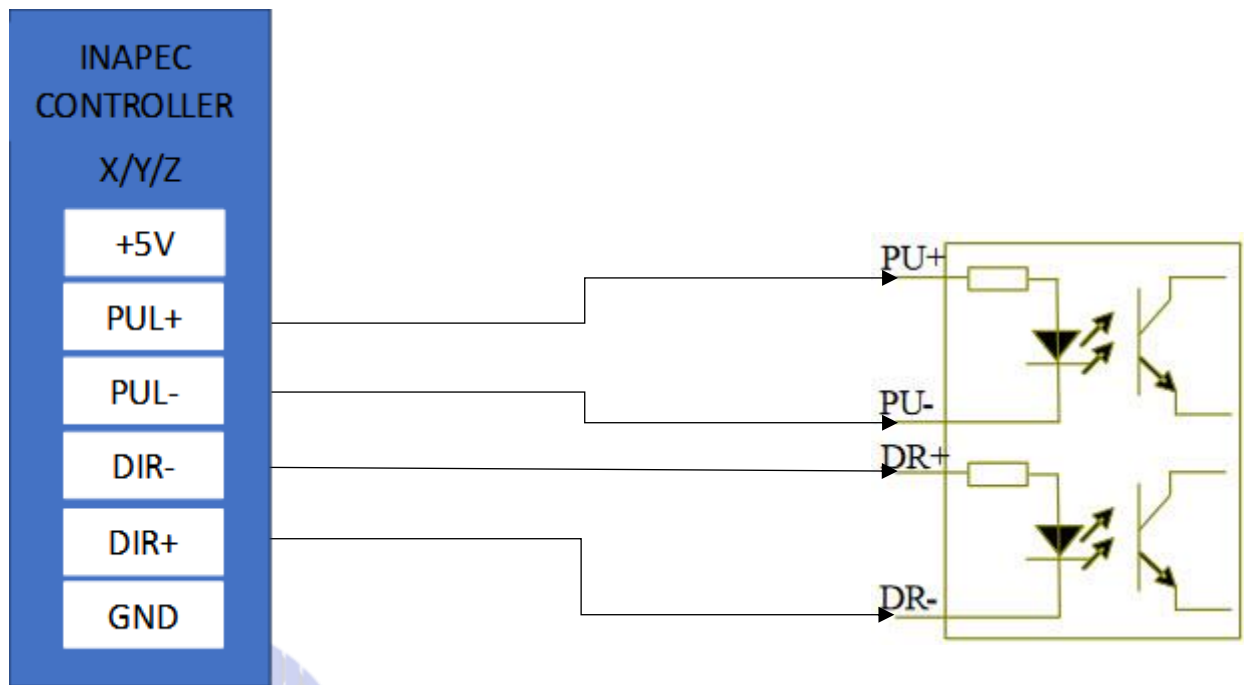 INAPEC
CONTROLLER
X/Y/Z
+5V
PUL+
PUL-
DIR-
DIR+
GND
PU+
PU-
DR+
DR-